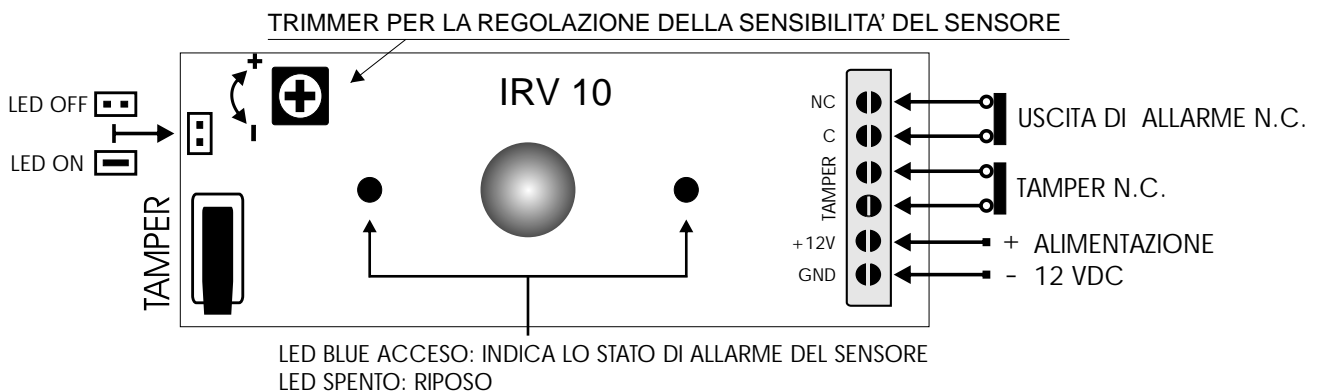 TRIMMER PER LA REGOLAZIONE DELLA SENSIBILITA' DEL SENSORE
+
-
IRV 10
LED OFF
LED ON
TAMPER
NC
C
TAMPER
+12V
GND
USCITA DI ALLARME N.C.
TAMPER N.C.
+ ALIMENTAZIONE
- 12 VDC
LED BLUE ACCESO: INDICA LO STATO DI ALLARME DEL SENSORE
LED SPENTO: RIPOSO